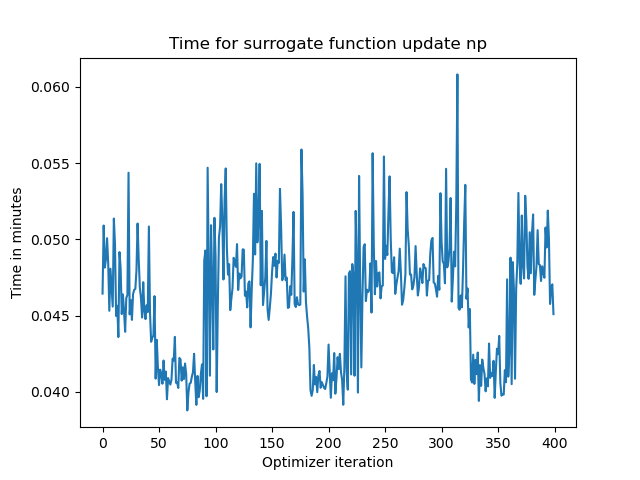 Time for surrogate function update np
Time in minutes
0.060
0.055
0.050
0.045
0.040
0 50 100 150 200 250 300 350 400
Optimizer iteration